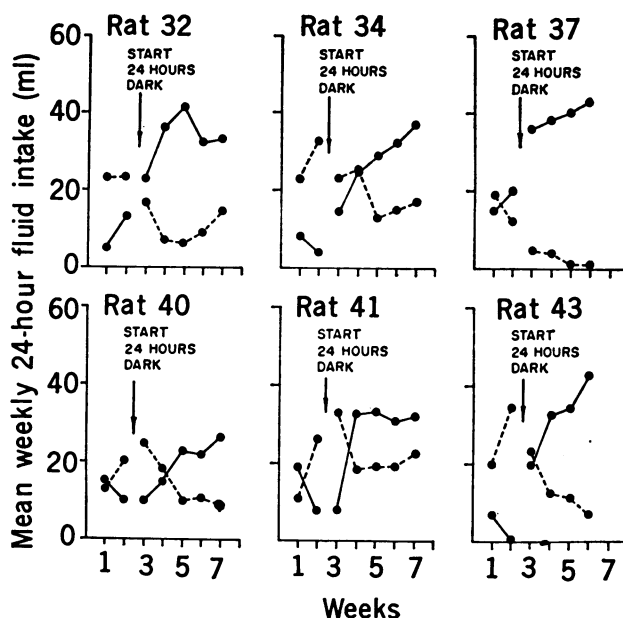 Mean weekly 24-hour fluid intake (ml)
60
40
20
0
Rat 32
START
24 HOURS
DARK
Rat 34
START
24 HOURS
DARK
Rat 37
START
24 HOURS
DARK
60
40
20
0
Rat 40
START
24 HOURS
DARK
Rat 41
START
24 HOURS
DARK
Rat 43
START
24 HOURS
DARK
1 3 5 7
1 3 5 7
1 3 5 7
Weeks